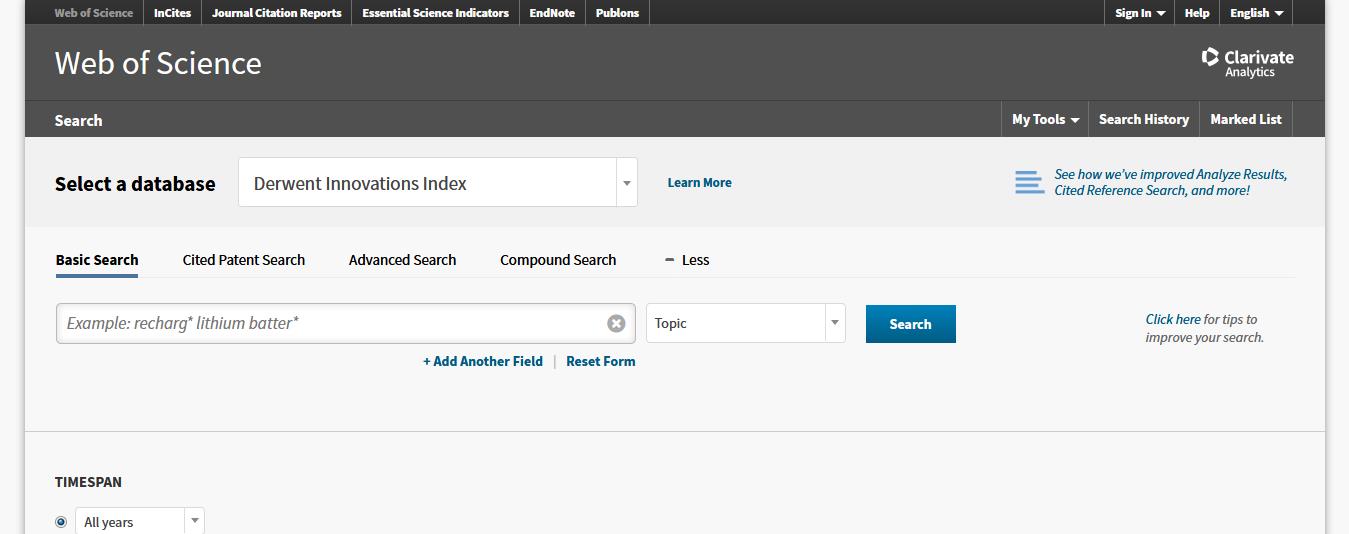 Web of Science InCites Journal Citation Reports Essential Science Indicators EndNote Publons Sign In Help English
Web of Science
Clarivate
Analytics
Search My Tools Search History Marked List
Select a database Derwent Innovations Index Learn More
See how we've improved Analyze Results,
Cited Reference Search, and more!
Basic Search Cited Patent Search Advanced Search Compound Search - Less
Example: recharg* lithium batter* Topic Search
Click here for tips to
improve your search.
+ Add Another Field | Reset Form
TIMESPAN
All years